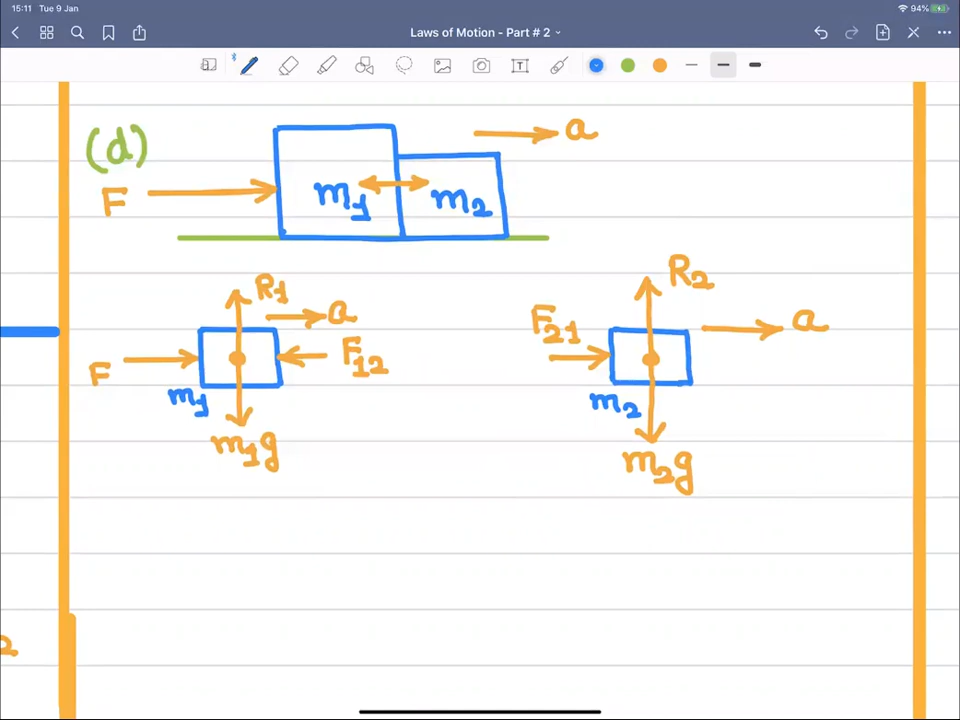 15:11 Tue 9 Jan
94%
Laws of Motion - Part # 2
T
(d)
a
F
m₁
m₂
R₁
a
F
F₁₂
m₁
m₁g
R₂
F₂₁
a
m₂
m₂g
2